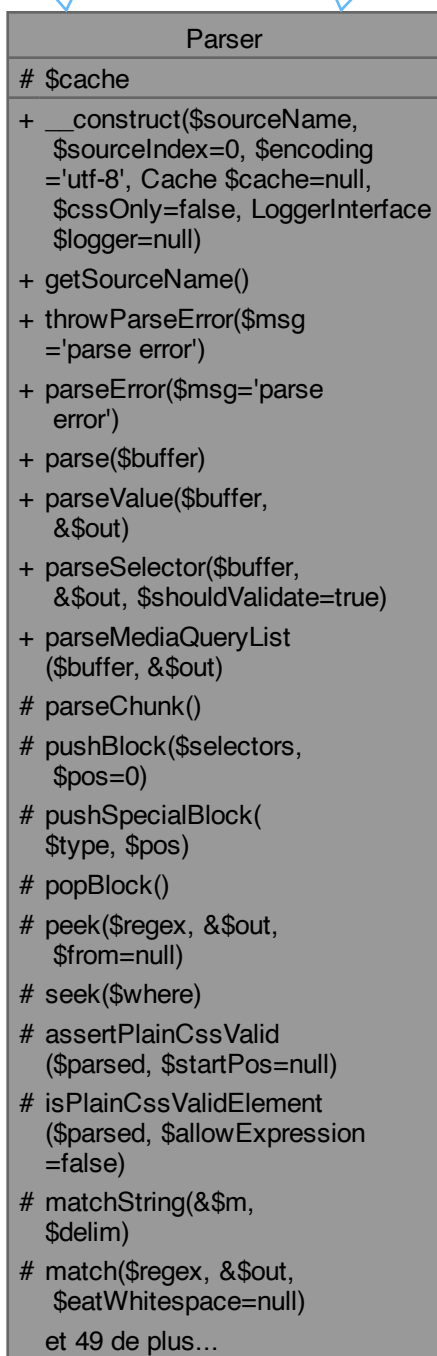 Parser
# $cache
+ __construct($sourceName,
$sourceIndex=0, $encoding
='utf-8', Cache $cache=null,
$cssOnly=false, LoggerInterface
$logger=null)
+ getSourceName()
+ throwParseError($msg
='parse error')
+ parseError($msg='parse
error')
+ parse($buffer)
+ parseValue($buffer,
&$out)
+ parseSelector($buffer,
&$out, $shouldValidate=true)
+ parseMediaQueryList
($buffer, &$out)
# parseChunk()
# pushBlock($selectors,
$pos=0)
# pushSpecialBlock(
$type, $pos)
# popBlock()
# peek($regex, &$out,
$from=null)
# seek($where)
# assertPlainCssValid
($parsed, $startPos=null)
# isPlainCssValidElement
($parsed, $allowExpression
=false)
# matchString(&$m,
$delim)
# match($regex, &$out,
$eatWhitespace=null)
et 49 de plus...